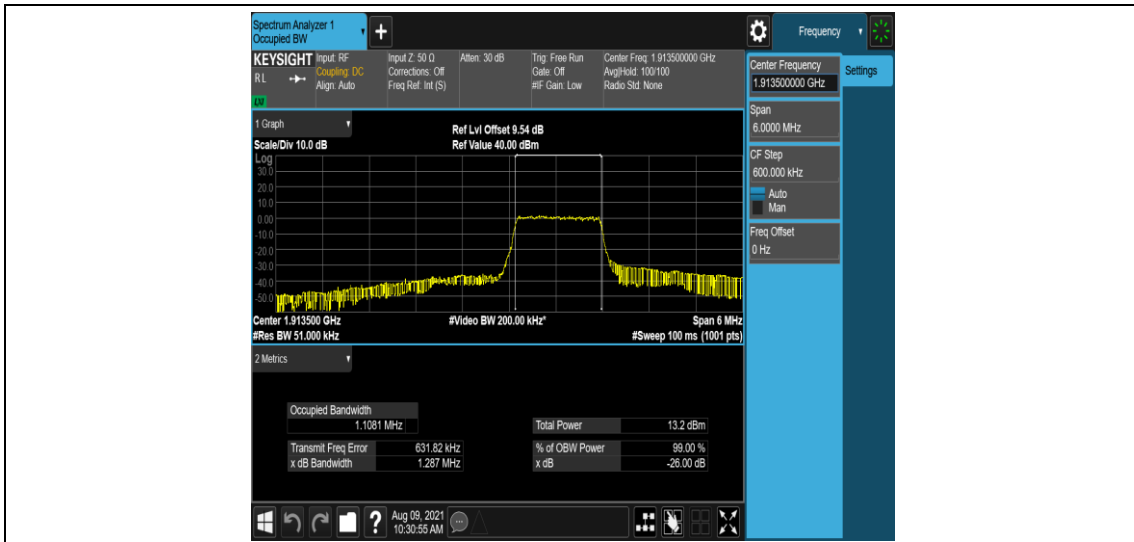 Spectrum Analyzer 1
Occupied BW
+
Frequency
KEYSIGHT
RL
LM
Input: RF
Coupling: DC
Align: Auto
Input Z: 50 Ω
Corrections: Off
Freq Ref: Int (S)
Atten: 30 dB
Trig: Free Run
Gate: Off
#IF Gain: Low
Center Freq: 1.913500000 GHz
Avg|Hold: 100/100
Radio Std: None
Center Frequency
1.913500000 GHz
Settings
Span
6.0000 MHz
CF Step
600.000 kHz
Auto
Man
Freq Offset
0 Hz
1 Graph
Scale/Div 10.0 dB
Ref Lvl Offset 9.54 dB
Ref Value 40.00 dBm
Log
30.0
20.0
10.0
0.00
-10.0
-20.0
-30.0
-40.0
-50.0
Center 1.913500 GHz
#Res BW 51.000 kHz
#Video BW 200.00 kHz*
Span 6 MHz
#Sweep 100 ms (1001 pts)
2 Metrics
Occupied Bandwidth
1.1081 MHz
Transmit Freq Error 631.82 kHz
x dB Bandwidth 1.287 MHz
Total Power 13.2 dBm
% of OBW Power 99.00 %
x dB -26.00 dB
?
Aug 09, 2021
10:30:55 AM